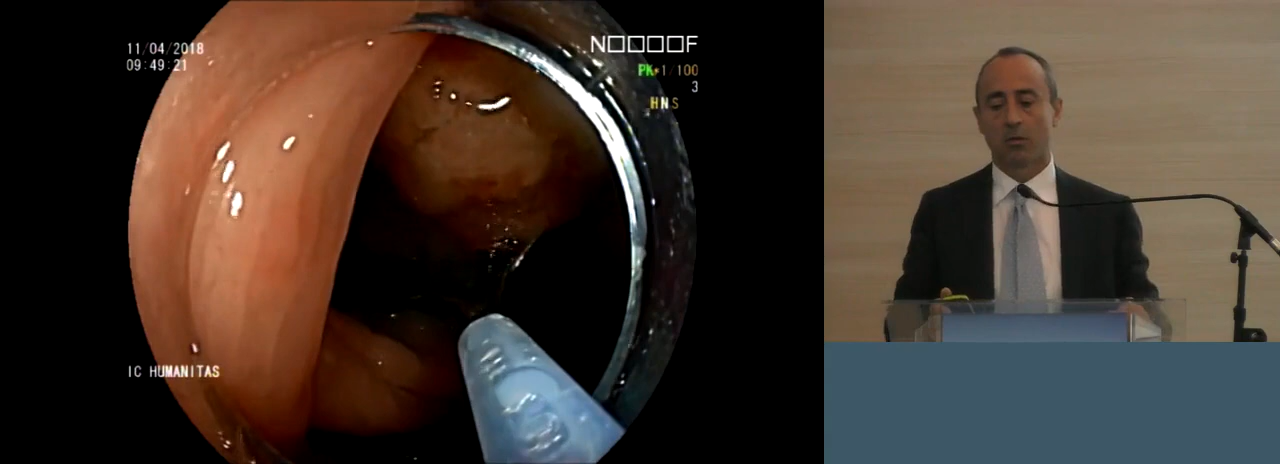 11/04/2018
09:49:21
N□□□□F
PK 1/100
3
HNS
IC HUMANITAS